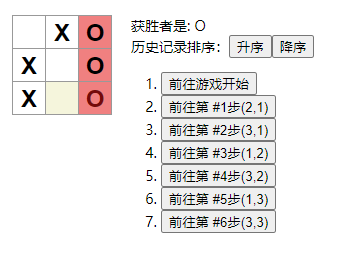 X O
X O
X O
获胜者是: O
历史记录排序: 升序 降序
1. 前往游戏开始
2. 前往第 #1步(2,1)
3. 前往第 #2步(3,1)
4. 前往第 #3步(1,2)
5. 前往第 #4步(3,2)
6. 前往第 #5步(1,3)
7. 前往第 #6步(3,3)